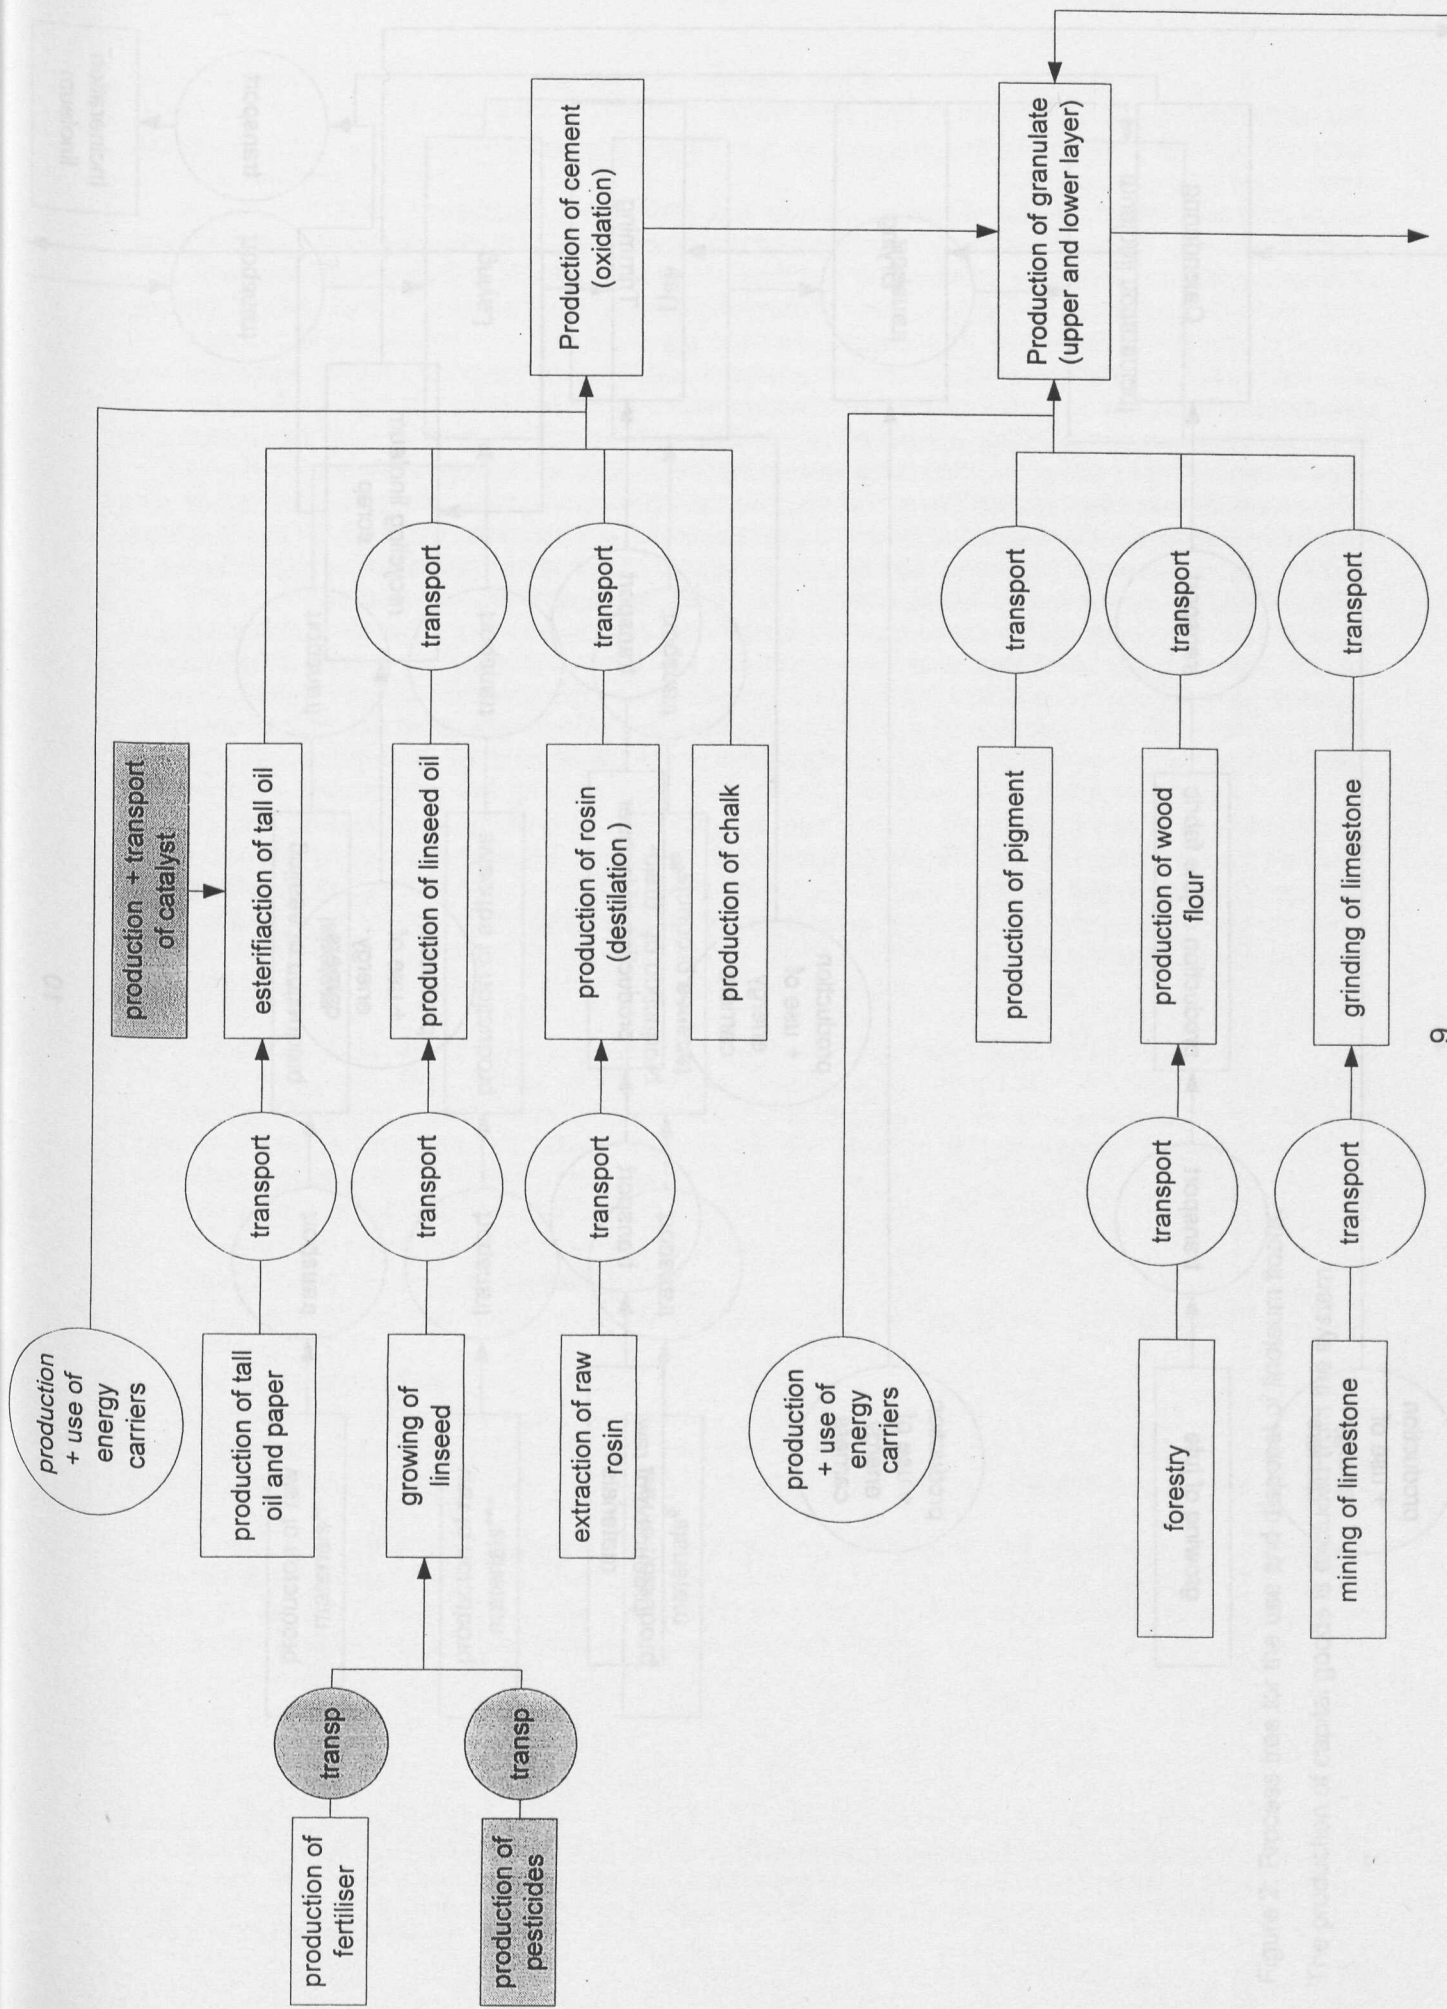 production
+ use of
energy
carriers
production + transport
of catalyst
production of tall
oil and paper
transport
esterifiaction of tall oil
production of
fertiliser
transp
growing of
linseed
transport
production of linseed oil
transport
production of
pesticides
transp
extraction of raw
rosin
transport
production of rosin
(destilation )
transport
production of chalk
Production of cement
(oxidation)
production
+ use of
energy
carriers
production of pigment
transport
forestry
transport
production of wood
flour
transport
mining of limestone
transport
grinding of limestone
transport
Production of granulate
(upper and lower layer)
9